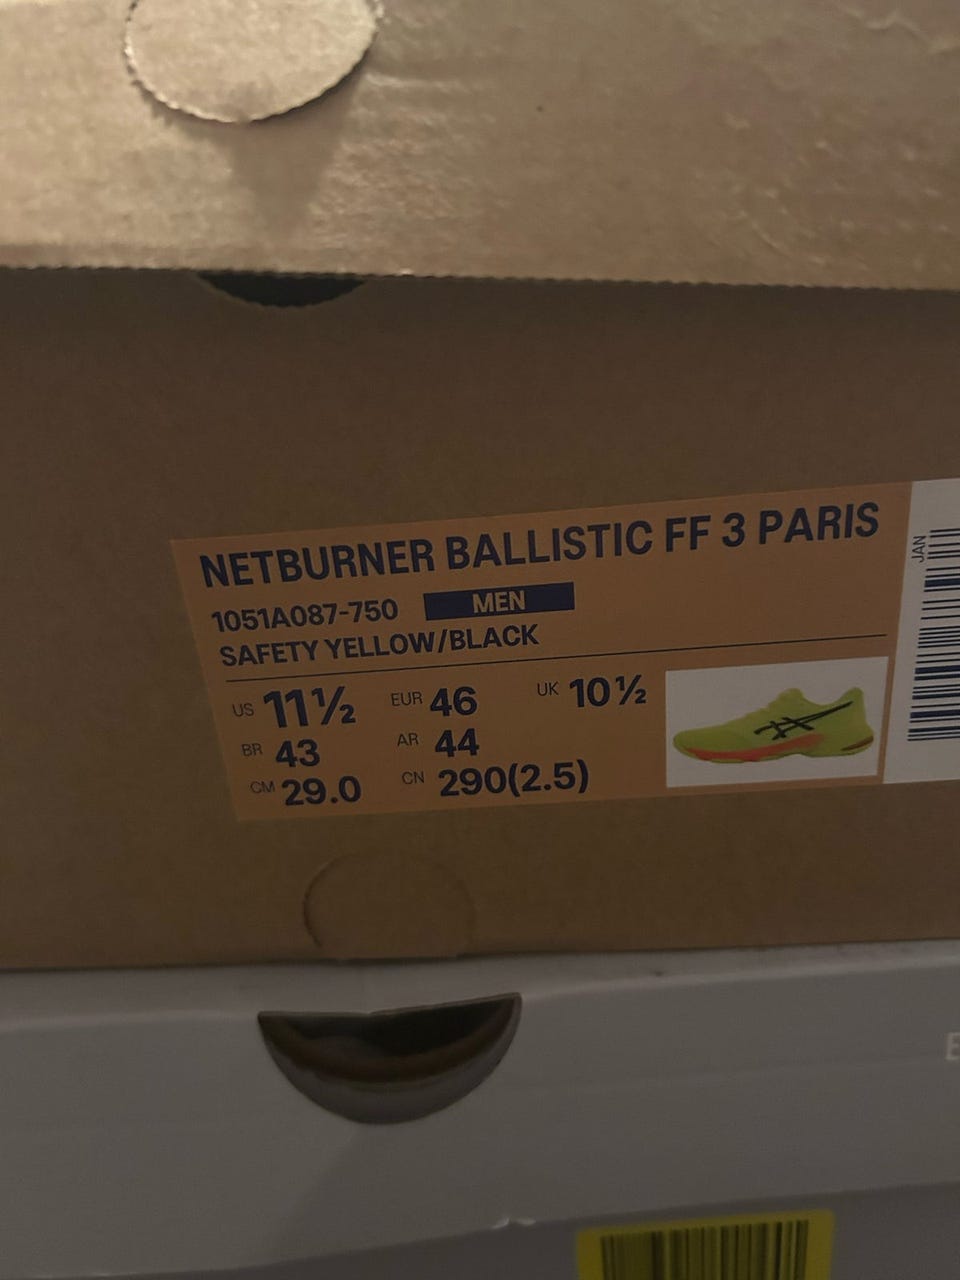 NETBURNER BALLISTIC FF 3 PARIS
1051A087-750 MEN
SAFETY YELLOW/BLACK
US 11½ EUR 46 UK 10½
BR 43 AR 44
CM 29.0 CN 290(2.5)
JAN
E